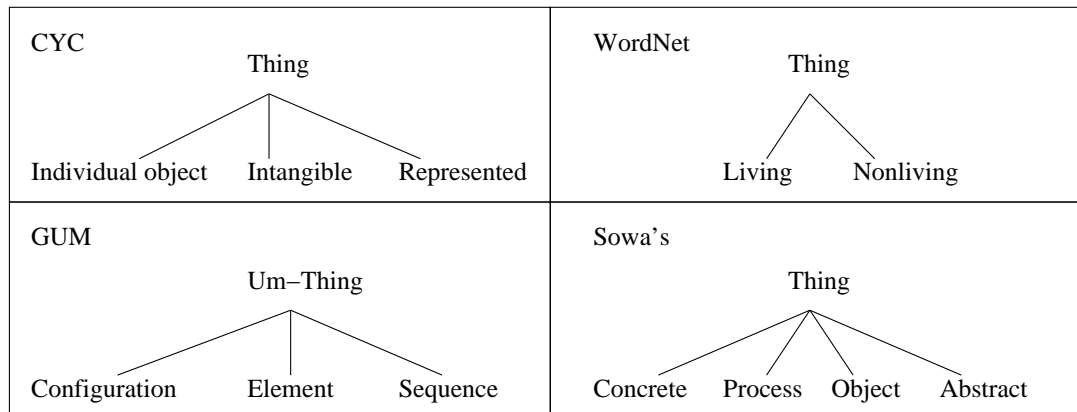 CYC
Thing
Individual object Intangible Represented
WordNet
Thing
Living Nonliving
GUM
Um−Thing
Configuration Element Sequence
Sowa's
Thing
Concrete Process Object Abstract